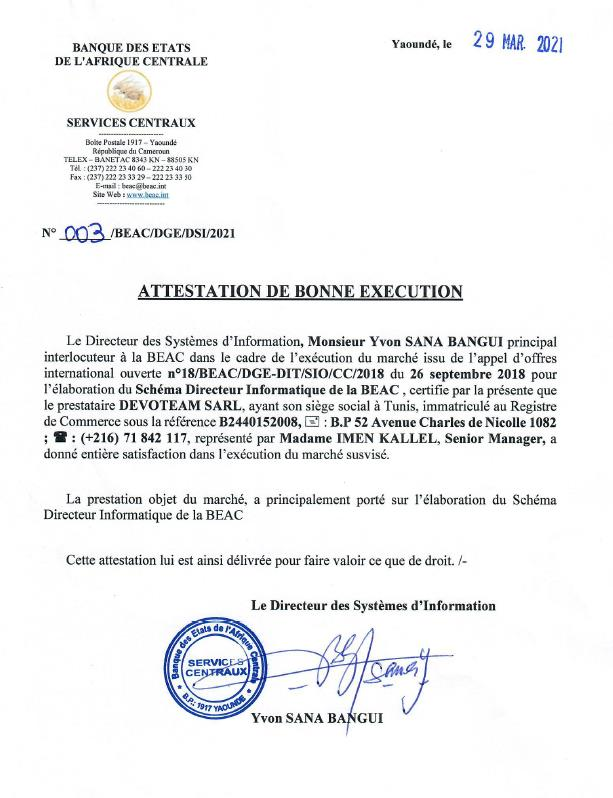 BANQUE DES ETATS
DE L'AFRIQUE CENTRALE
Yaoundé, le 29 MAR. 2021
SERVICES CENTRAUX
Boîte Postale 1917 – Yaoundé
République du Cameroun
TELEX – BANETAC 8343 KN – 88505 KN
Tél. : (237) 222 23 40 60 – 222 23 40 30
Fax : (237) 222 23 33 29 – 222 23 33 50
E-mail : beac@beac.int
Site Web : www.beac.int
N° 003/BEAC/DGE/DSI/2021
ATTESTATION DE BONNE EXECUTION
Le Directeur des Systèmes d'Information, Monsieur Yvon SANA BANGUI principal
interlocuteur à la BEAC dans le cadre de l'exécution du marché issu de l'appel d'offres
international ouverte n°18/BEAC/DGE-DIT/SIO/CC/2018 du 26 septembre 2018 pour
l'élaboration du Schéma Directeur Informatique de la BEAC , certifie par la présente que
le prestataire DEVOTEAM SARL, ayant son siège social à Tunis, immatriculé au Registre
de Commerce sous la référence B2440152008, : B.P 52 Avenue Charles de Nicolle 1082
; ☎ : (+216) 71 842 117, représenté par Madame IMEN KALLEL, Senior Manager, a
donné entière satisfaction dans l'exécution du marché susvisé.
La prestation objet du marché, a principalement porté sur l'élaboration du Schéma
Directeur Informatique de la BEAC
Cette attestation lui est ainsi délivrée pour faire valoir ce que de droit. /-
Le Directeur des Systèmes d'Information
Banque des Etats de l'Afrique Centrale
SERVICES
CENTRAUX
B.P.: 1917 YAOUNDE
Yvon SANA BANGUI